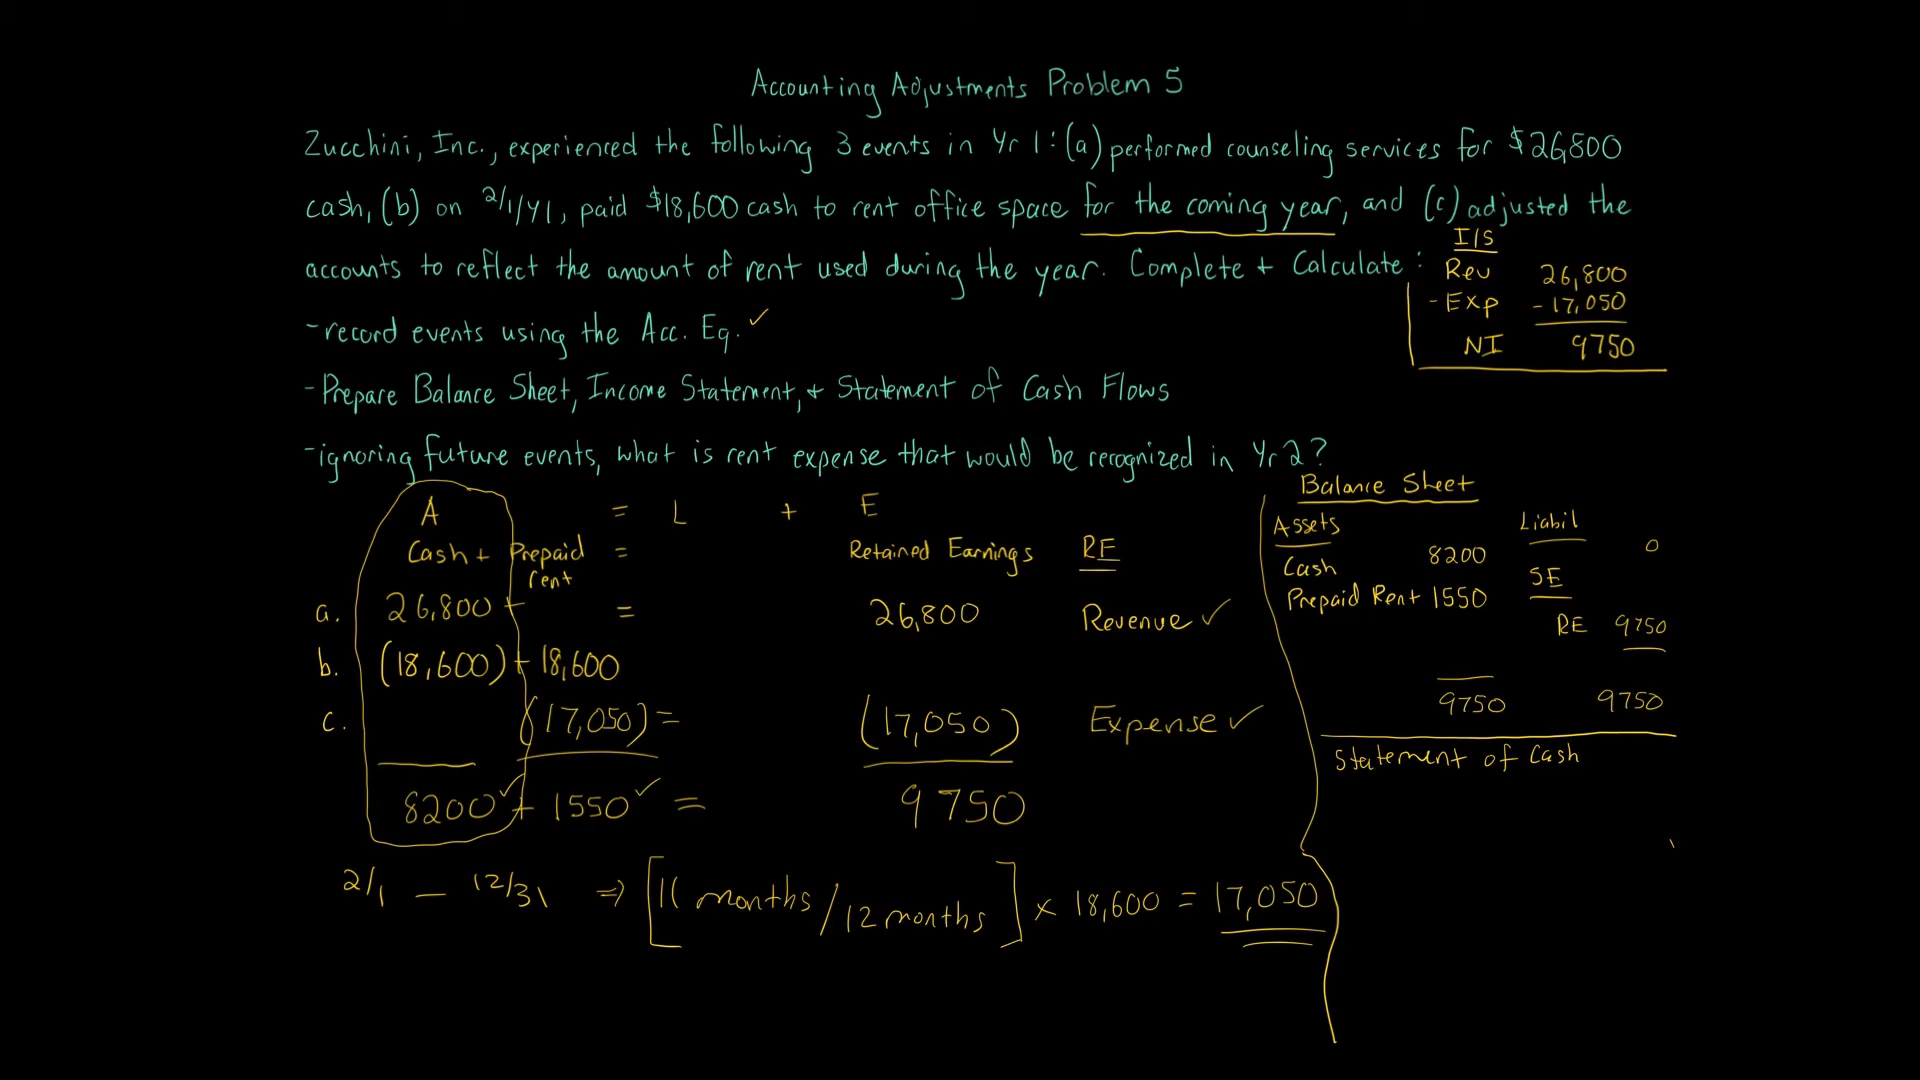 Accounting Adjustments Problem 5
Zucchini, Inc., experienced the following 3 events in Yr 1: (a) performed counseling services for $26,800
cash, (b) on 2/1/Y1, paid $18,600 cash to rent office space for the coming year, and (c) adjusted the
accounts to reflect the amount of rent used during the year. Complete + Calculate:
I/S
Rev 26,800
- Exp - 17,050
NI 9750
- record events using the Acc. Eq. ✓
- Prepare Balance Sheet, Income Statement, + Statement of Cash Flows
- ignoring future events, what is rent expense that would be recognized in Yr 2?
A = L + E
Cash + Prepaid rent = Retained Earnings RE
a. 26,800 + = 26,800 Revenue ✓
b. (18,600) + 18,600
c. (17,050) = (17,050) Expense ✓
8200 ✓ + 1550 ✓ = 9750
2/1 — 12/31 ⇒ [11 months / 12 months] × 18,600 = 17,050
Balance Sheet
Assets Liabil
Cash 8200 0
Prepaid Rent 1550 SE
RE 9750
9750 9750
Statement of Cash